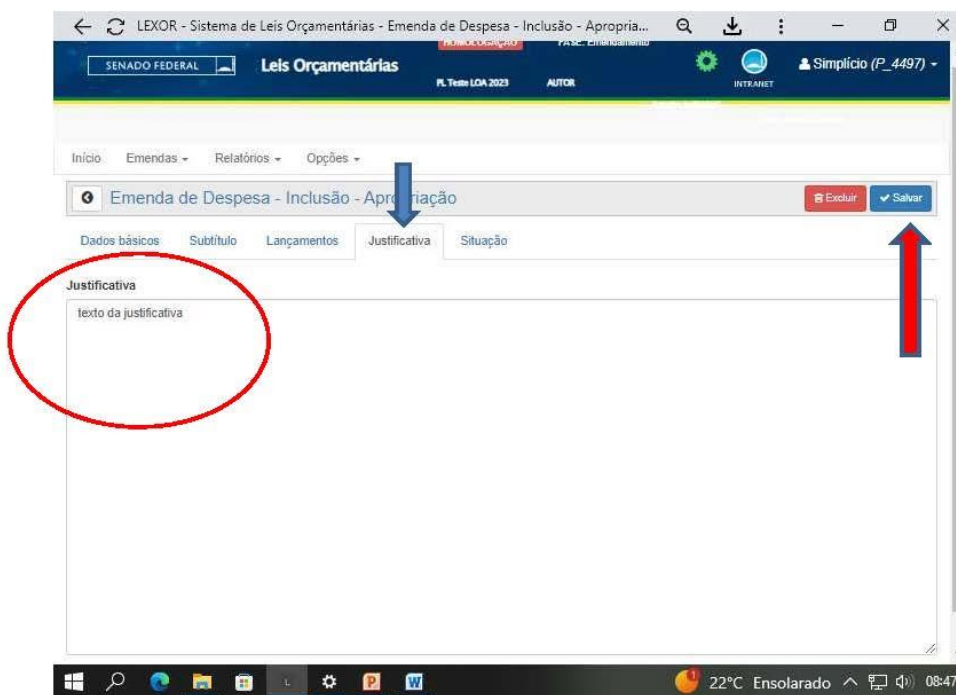 LEXOR - Sistema de Leis Orçamentárias - Emenda de Despesa - Inclusão - Apropria...
HOMOLOGAÇÃO
SENADO FEDERAL
Leis Orçamentárias
PL Teste LOA 2023
AUTOR
INTRANET
Simplício (P_4497)
Início Emendas Relatórios Opções
Emenda de Despesa - Inclusão - Apropriação
Excluir
Salvar
Dados básicos Subtítulo Lançamentos Justificativa Situação
Justificativa
texto da justificativa
22°C Ensolarado
08:47